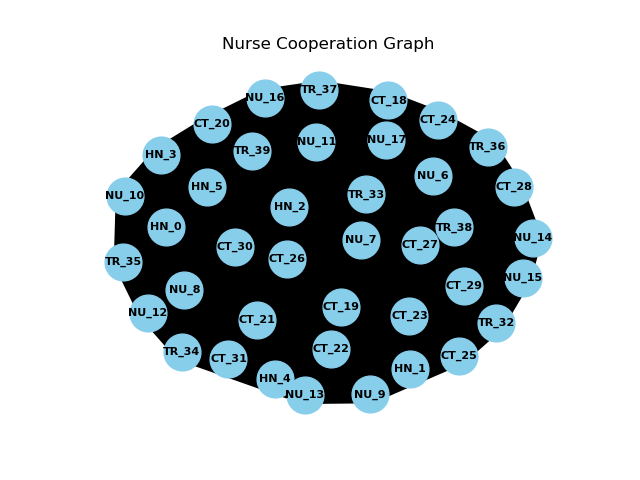 Nurse Cooperation Graph
TR_37
NU_16
CT_18
CT_24
CT_20
NU_11
NU_17
TR_36
TR_39
HN_3
NU_6
HN_5
CT_28
TR_33
NU_10
HN_2
HN_0
TR_38
NU_14
NU_7
CT_27
CT_30
CT_26
TR_35
NU_15
CT_29
NU_8
CT_19
NU_12
CT_23
CT_21
TR_32
CT_22
TR_34
CT_25
CT_31
HN_1
HN_4
NU_9
NU_13